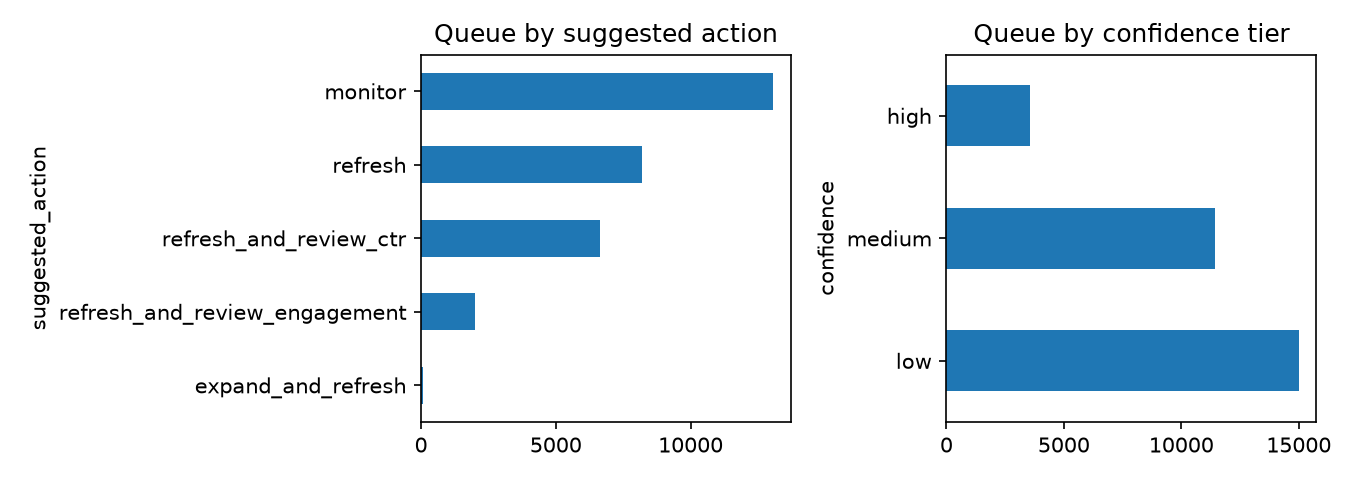 Queue by suggested action
suggested_action
monitor
refresh
refresh_and_review_ctr
refresh_and_review_engagement
expand_and_refresh
0 5000 10000
Queue by confidence tier
confidence
high
medium
low
0 5000 10000 15000